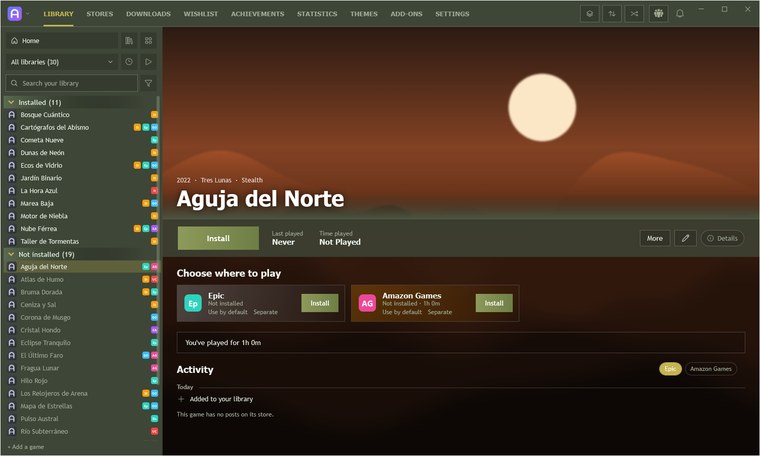 LIBRARY STORES DOWNLOADS WISHLIST ACHIEVEMENTS STATISTICS THEMES ADD-ONS SETTINGS
Home
All libraries (30)
Search your library
Installed (11)
Bosque Cuántico
Cartógrafos del Abismo
Cometa Nueve
Dunas de Neón
Ecos de Vidrio
Jardín Binario
La Hora Azul
Marea Baja
Motor de Niebla
Nube Férrea
Taller de Tormentas
Not installed (19)
Aguja del Norte
Atlas de Humo
Bruma Dorada
Ceniza y Sal
Corona de Musgo
Cristal Hondo
Eclipse Tranquilo
El Último Faro
Fragua Lunar
Hilo Rojo
Los Relojeros de Arena
Mapa de Estrellas
Pulso Austral
Río Subterráneo
+ Add a game
2022 · Tres Lunas · Stealth
Aguja del Norte
Install
Last played
Never
Time played
Not Played
More
Details
Choose where to play
Ep
Epic
Not installed
Use by default Separate
Install
AG
Amazon Games
Not installed · 1h 0m
Use by default Separate
Install
You've played for 1h 0m
Activity
Epic
Amazon Games
Today
Added to your library
This game has no posts on its store.